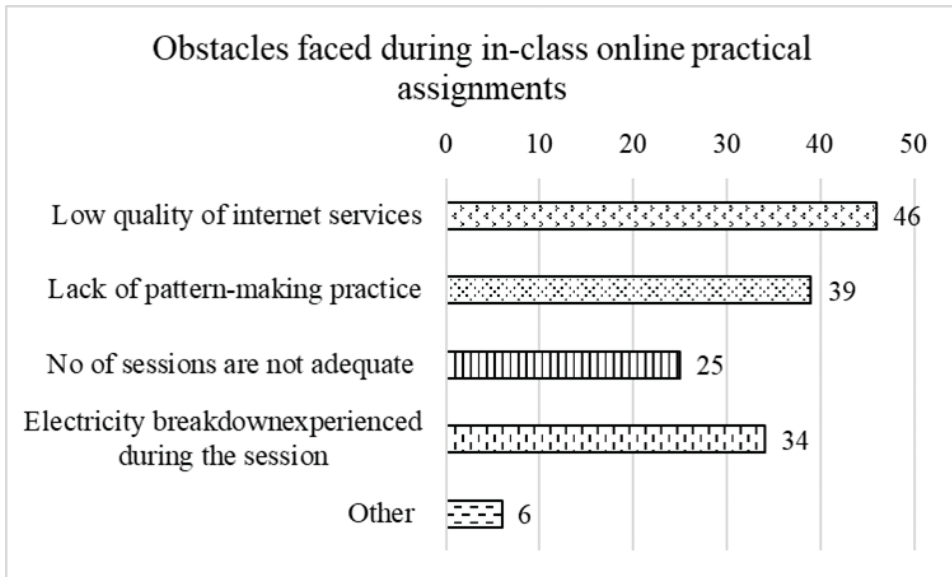 Obstacles faced during in-class online practical
assignments
0 10 20 30 40 50
Low quality of internet services 46
Lack of pattern-making practice 39
No of sessions are not adequate 25
Electricity breakdownexperienced
during the session 34
Other 6